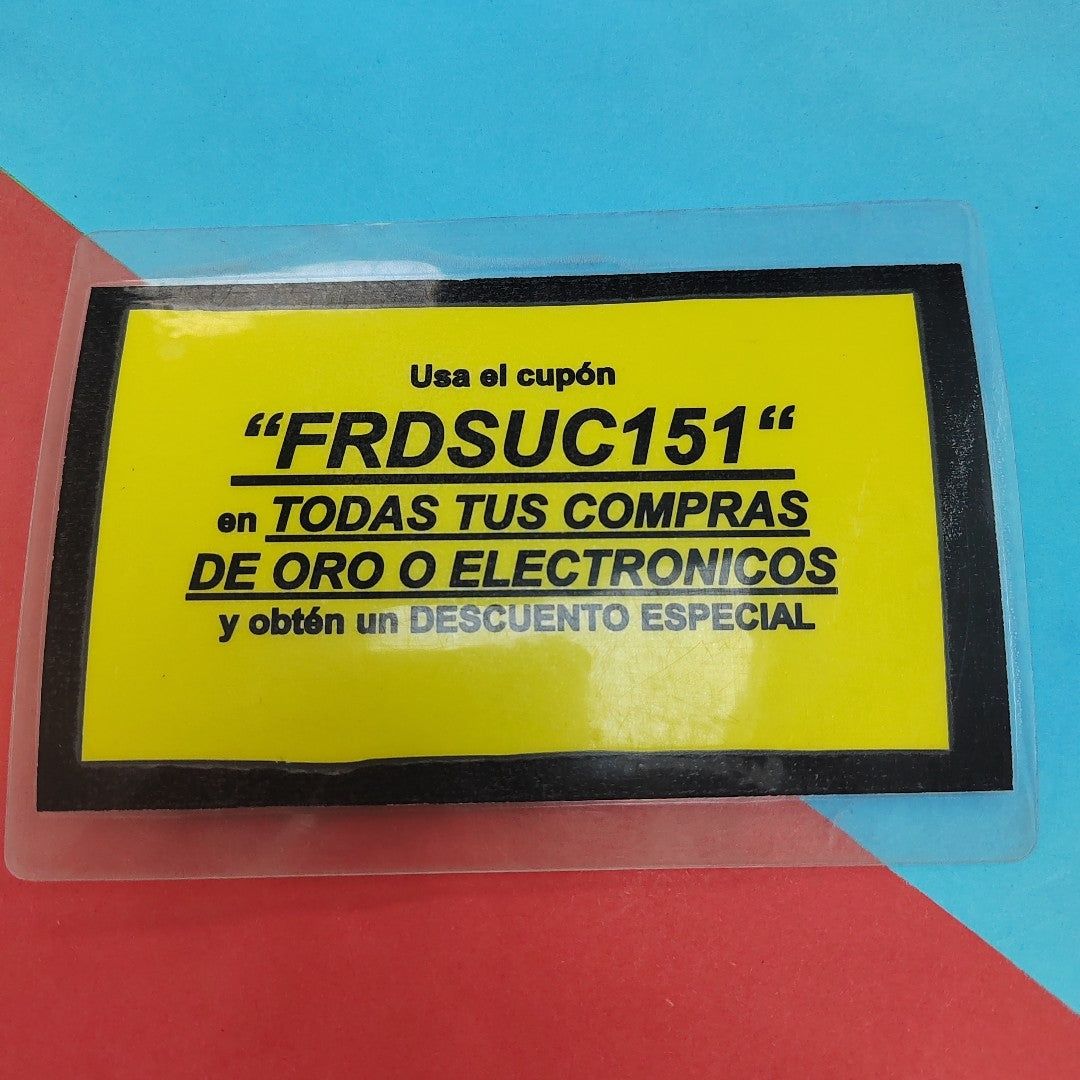 Usa el cupón
“FRDSUC151“
en TODAS TUS COMPRAS
DE ORO O ELECTRONICOS
y obtén un DESCUENTO ESPECIAL